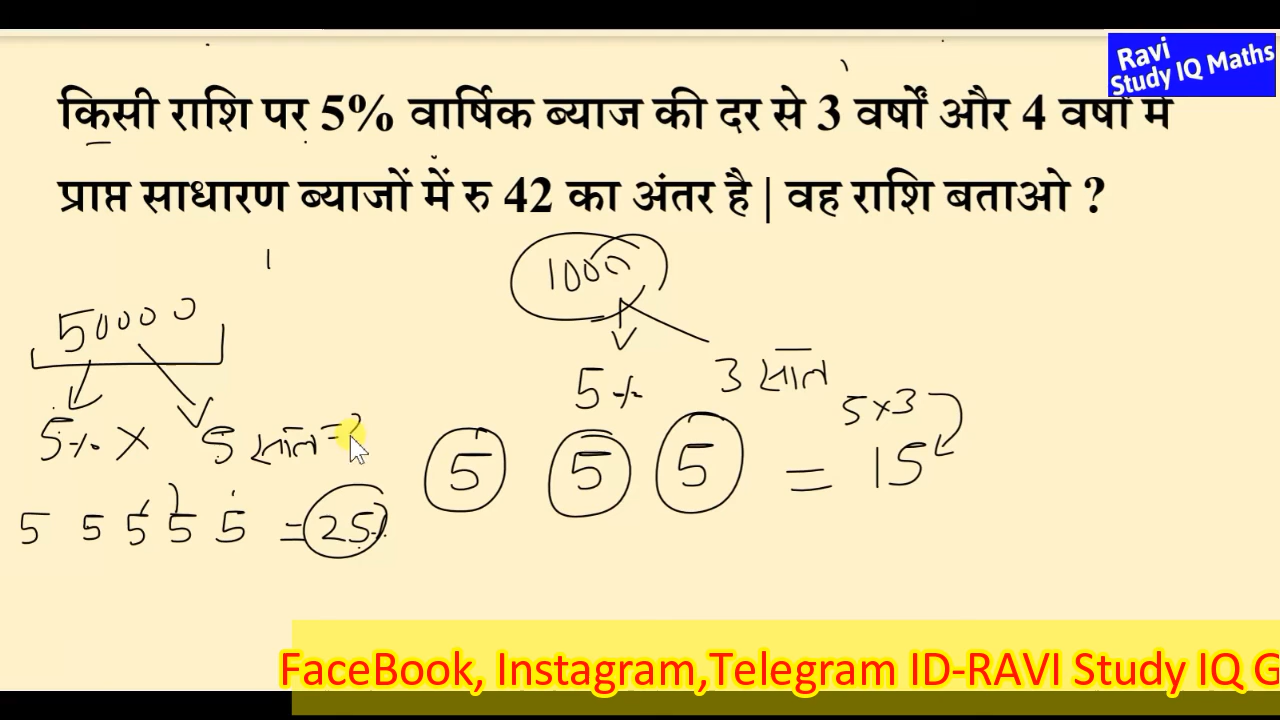 Ravi
Study IQ Maths
किसी राशि पर 5% वार्षिक ब्याज की दर से 3 वर्षों और 4 वर्षों में
प्राप्त साधारण ब्याजों में रु 42 का अंतर है | वह राशि बताओ ?
1000
50000
5% 3 साल
5% × 5 साल =
5×3
5 5 5 = 15
5 5 5 5 5 = 25%
FaceBook, Instagram,Telegram ID-RAVI Study IQ G